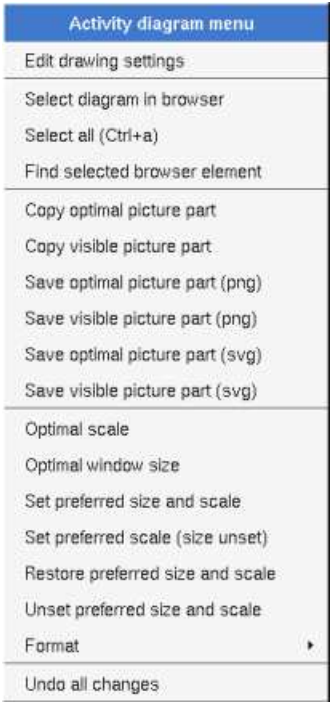 Activity diagram menu
Edit drawing settings
Select diagram in browser
Select all (Ctrl+a)
Find selected browser element
Copy optimal picture part
Copy visible picture part
Save optimal picture part (png)
Save visible picture part (png)
Save optimal picture part (svg)
Save visible picture part (svg)
Optimal scale
Optimal window size
Set preferred size and scale
Set preferred scale (size unset)
Restore preferred size and scale
Unset preferred size and scale
Format
Undo all changes